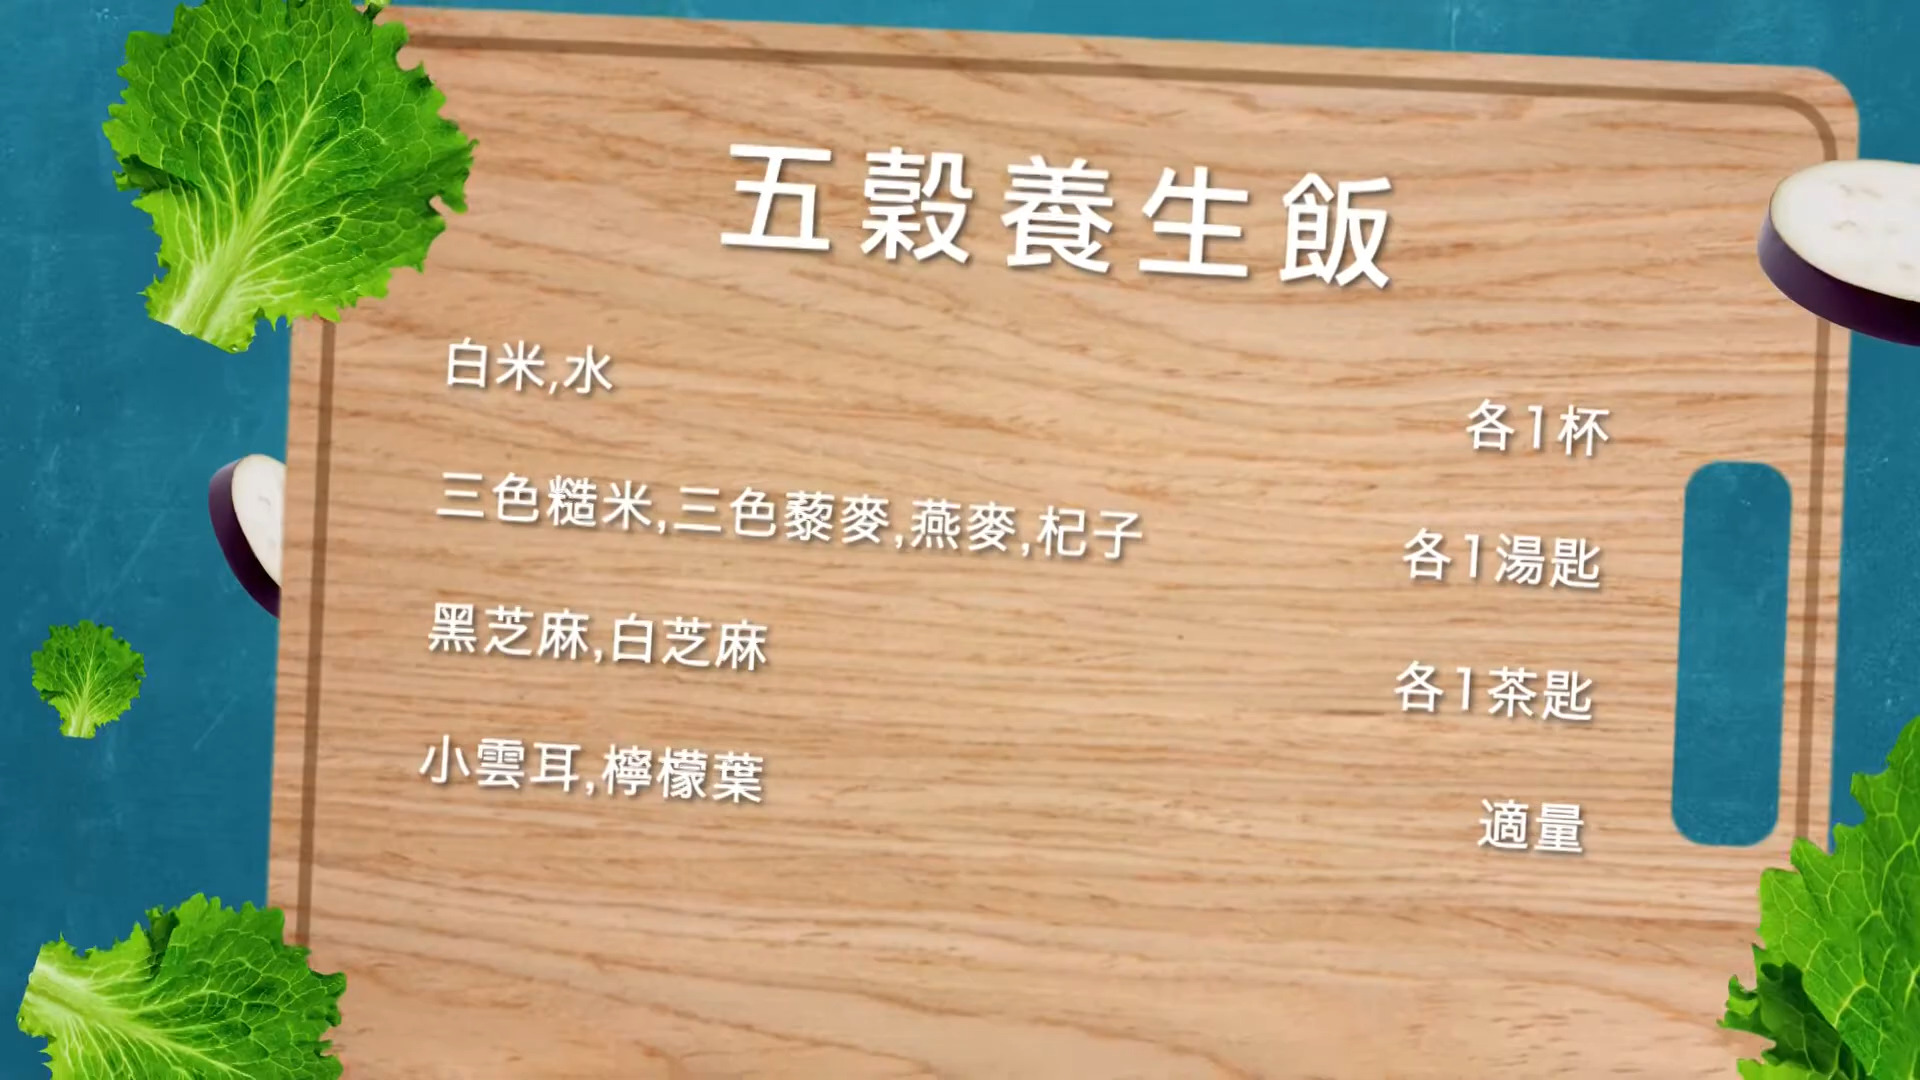 五穀養生飯
白米,水 各1杯
三色糙米,三色藜麥,燕麥,杞子 各1湯匙
黑芝麻,白芝麻 各1茶匙
小雲耳,檸檬葉 適量